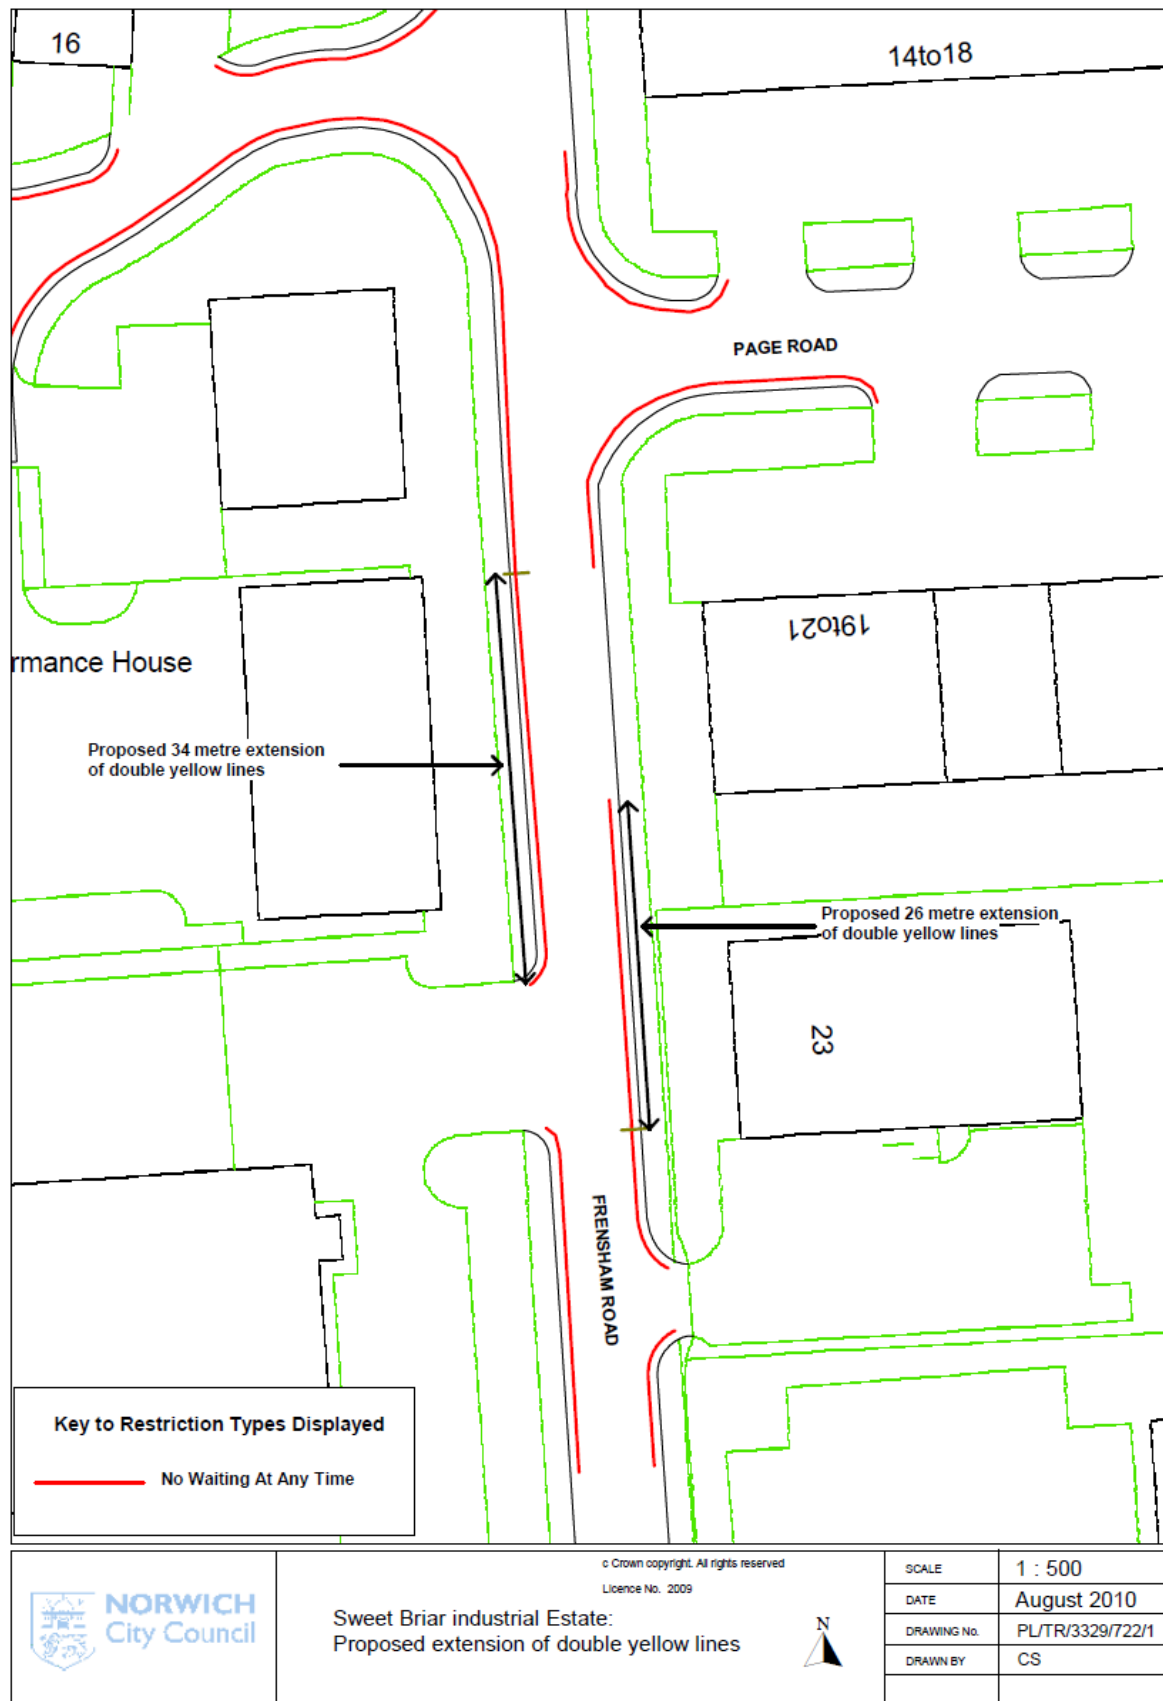 16
14to18
PAGE ROAD
19to21
rmance House
Proposed 34 metre extension
of double yellow lines
Proposed 26 metre extension
of double yellow lines
23
FRENSHAM ROAD
Key to Restriction Types Displayed
No Waiting At Any Time
NORWICH
City Council
c Crown copyright. All rights reserved
Licence No. 2009
Sweet Briar industrial Estate:
Proposed extension of double yellow lines
N
SCALE 1 : 500
DATE August 2010
DRAWING No. PL/TR/3329/722/1
DRAWN BY CS